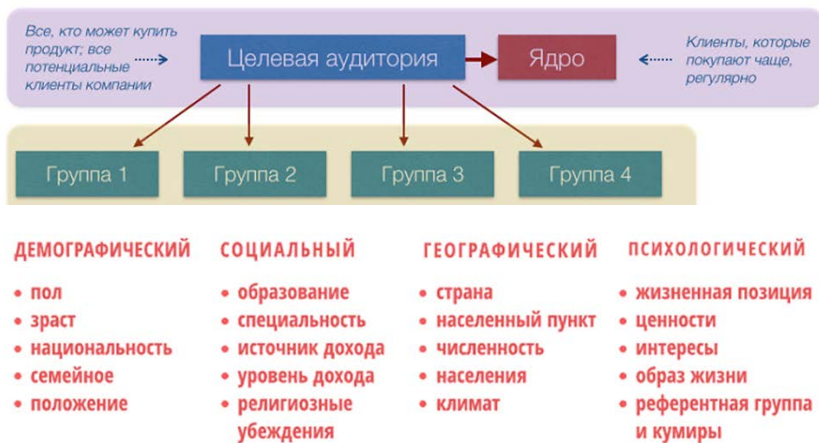 Все, кто может купить
продукт; все
потенциальные
клиенты компании
Целевая аудитория
Ядро
Клиенты, которые
покупают чаще,
регулярно
Группа 1
Группа 2
Группа 3
Группа 4
ДЕМОГРАФИЧЕСКИЙ
• пол
• зраст
• национальность
• семейное
• положение
СОЦИАЛЬНЫЙ
• образование
• специальность
• источник дохода
• уровень дохода
• религиозные
убеждения
ГЕОГРАФИЧЕСКИЙ
• страна
• населенный пункт
• численность
• населения
• климат
ПСИХОЛОГИЧЕСКИЙ
• жизненная позиция
• ценности
• интересы
• образ жизни
• референтная группа
и кумиры